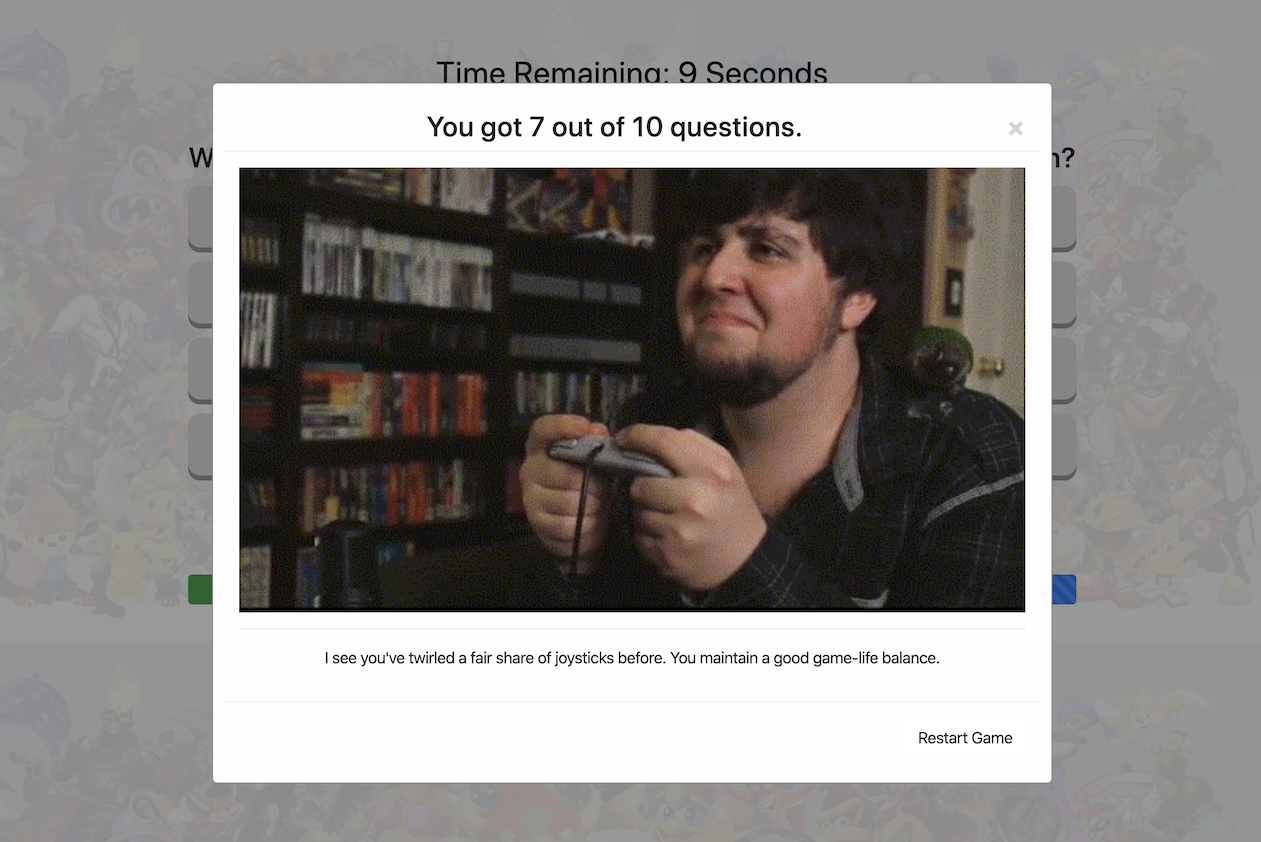 Time Remaining: 9 Seconds
You got 7 out of 10 questions.
×
I see you've twirled a fair share of joysticks before. You maintain a good game-life balance.
Restart Game